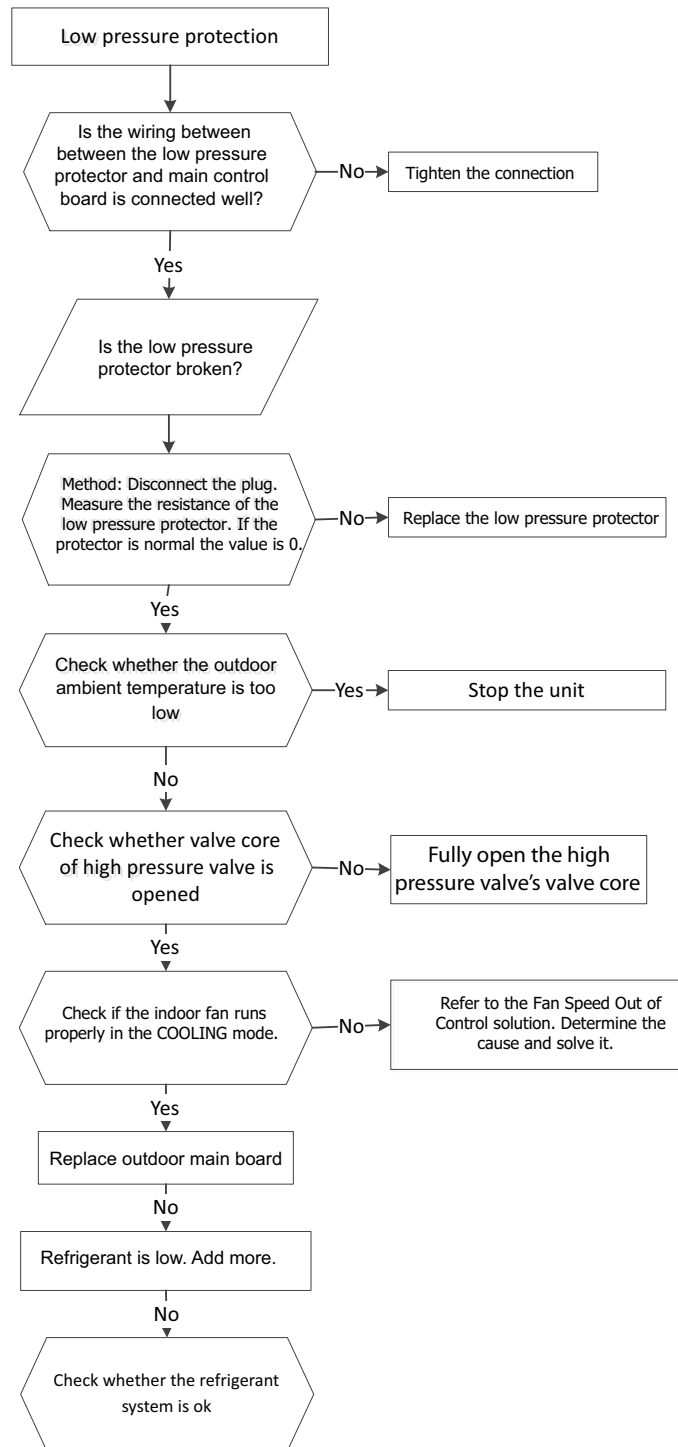 Low pressure protection
Is the wiring between
between the low pressure
protector and main control
board is connected well?
No
Tighten the connection
Yes
Is the low pressure
protector broken?
Method: Disconnect the plug.
Measure the resistance of the
low pressure protector. If the
protector is normal the value is 0.
No
Replace the low pressure protector
Yes
Check whether the outdoor
ambient temperature is too
low
Yes
Stop the unit
No
Check whether valve core
of high pressure valve is
opened
No
Fully open the high
pressure valve’s valve core
Yes
Check if the indoor fan runs
properly in the COOLING mode.
No
Refer to the Fan Speed Out of
Control solution. Determine the
cause and solve it.
Yes
Replace outdoor main board
No
Refrigerant is low. Add more.
No
Check whether the refrigerant
system is ok